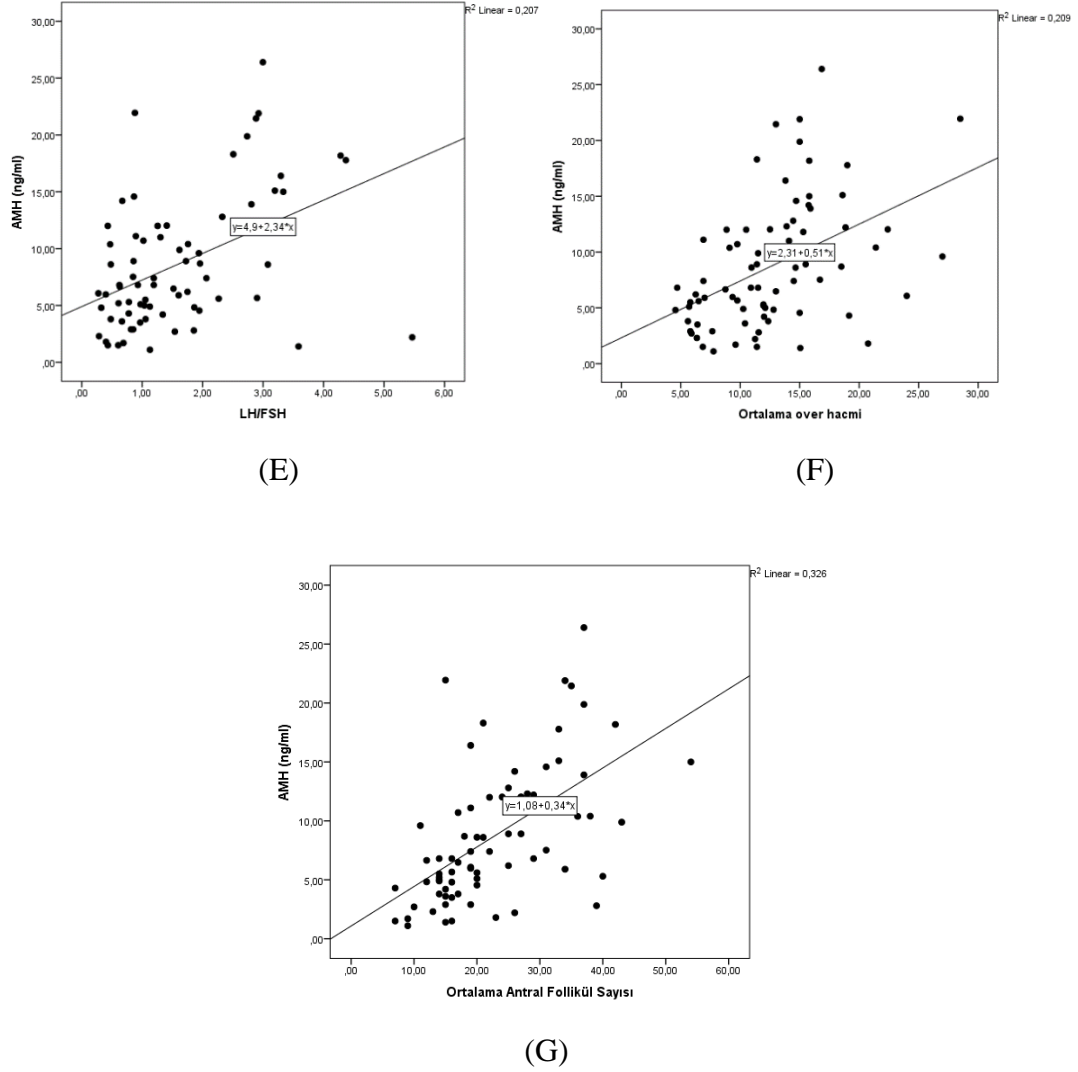 R² Linear = 0,207
30,00
25,00
20,00
15,00
10,00
5,00
,00
AMH (ng/ml)
y=4,9+2,34*x
,00 1,00 2,00 3,00 4,00 5,00 6,00
LH/FSH
(E)
R² Linear = 0,209
30,00
25,00
20,00
15,00
10,00
5,00
,00
AMH (ng/ml)
y=2,31+0,51*x
,00 5,00 10,00 15,00 20,00 25,00 30,00
Ortalama over hacmi
(F)
R² Linear = 0,326
30,00
25,00
20,00
15,00
10,00
5,00
,00
AMH (ng/ml)
y=1,08+0,34*x
,00 10,00 20,00 30,00 40,00 50,00 60,00
Ortalama Antral Follikül Sayısı
(G)